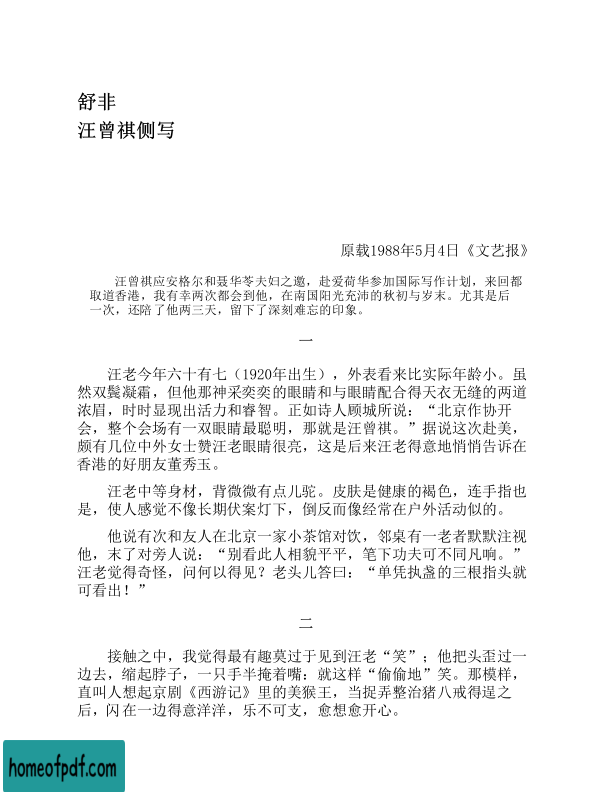 舒非
汪曾祺侧写
原载1988年5月4日《文艺报》
汪曾祺应安格尔和聂华苓夫妇之邀，赴爱荷华参加国际写作计划，来回都
取道香港，我有幸两次都会到他，在南国阳光充沛的秋初与岁末。尤其是后
一次，还陪了他两三天，留下了深刻难忘的印象。
一
汪老今年六十有七（1920年出生），外表看来比实际年龄小。虽
然双鬓凝霜，但他那神采奕奕的眼睛和与眼睛配合得天衣无缝的两道
浓眉，时时显现出活力和睿智。正如诗人顾城所说：“北京作协开
会，整个会场有一双眼睛最聪明，那就是汪曾祺。”据说这次赴美，
颇有几位中外女士赞汪老眼睛很亮，这是后来汪老得意地悄悄告诉在
香港的好朋友董秀玉。
汪老中等身材，背微微有点儿驼。皮肤是健康的褐色，连手指也
是，使人感觉不像长期伏案灯下，倒反而像经常在户外活动似的。
他说有次和友人在北京一家小茶馆对饮，邻桌有一老者默默注视
他，末了对旁人说：“别看此人相貌平平，笔下功夫可不同凡响。”
汪老觉得奇怪，问何以得见？老头儿答曰：“单凭执盏的三根指头就
可看出！”
二
接触之中，我觉得最有趣莫过于见到汪老“笑”；他把头歪过一
边去，缩起脖子，一只手半掩着嘴：就这样“偷偷地”笑。那模样，
直叫人想起京剧《西游记》里的美猴王，当捉弄整治猪八戒得逞之
后，闪在一边得意洋洋，乐不可支，愈想愈开心。
homeofpdf.com